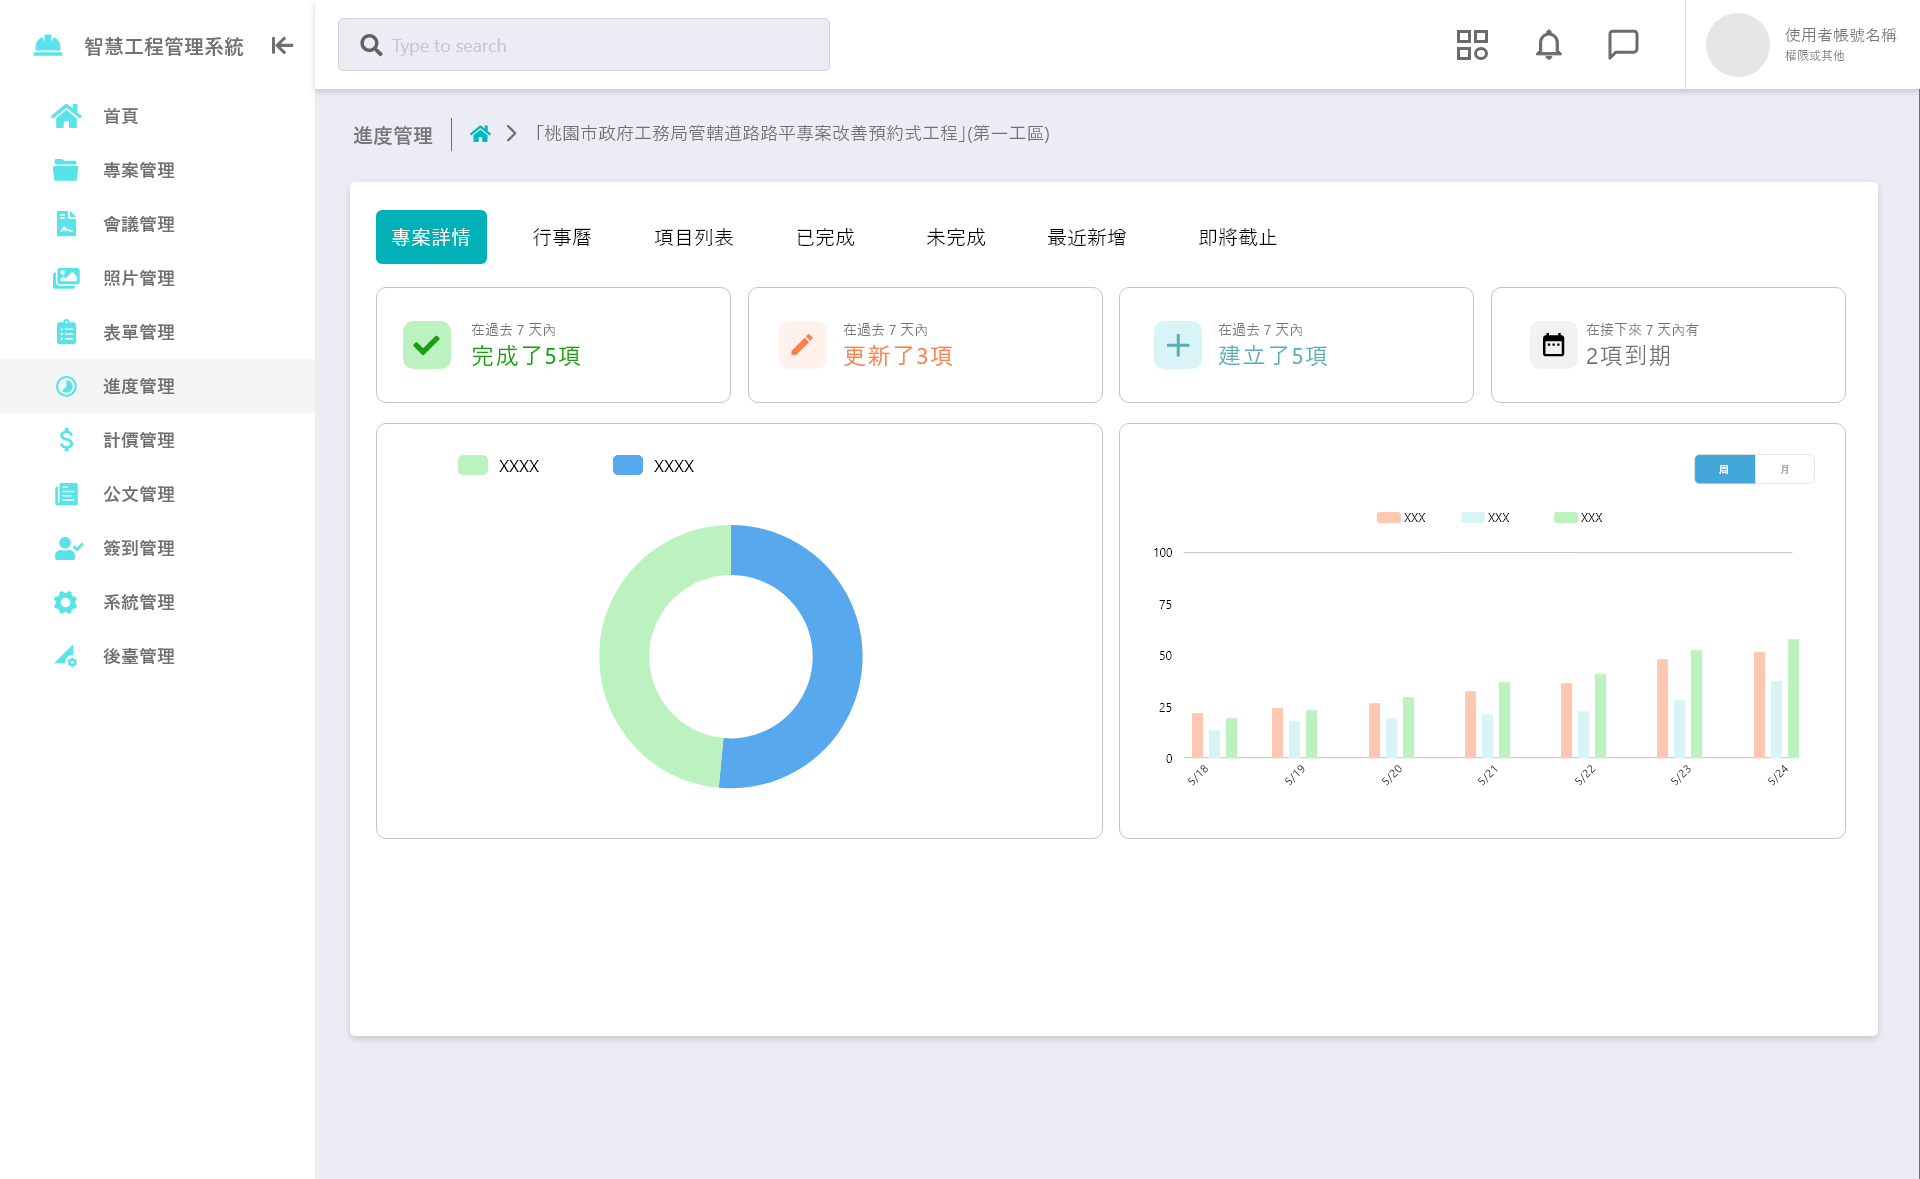 智慧工程管理系統
Type to search
使用者帳號名稱
權限或其他
首頁
專案管理
會議管理
照片管理
表單管理
進度管理
計價管理
公文管理
簽到管理
系統管理
後臺管理
進度管理
「桃園市政府工務局管轄道路路平專案改善預約式工程」(第一工區)
專案詳情 行事曆 項目列表 已完成 未完成 最近新增 即將截止
在過去 7 天內
完成了5項
在過去 7 天內
更新了3項
在過去 7 天內
建立了5項
在接下來 7 天內有
2項到期
XXXX XXXX
周 月
XXX XXX XXX
100
75
50
25
0
5/18 5/19 5/20 5/21 5/22 5/23 5/24